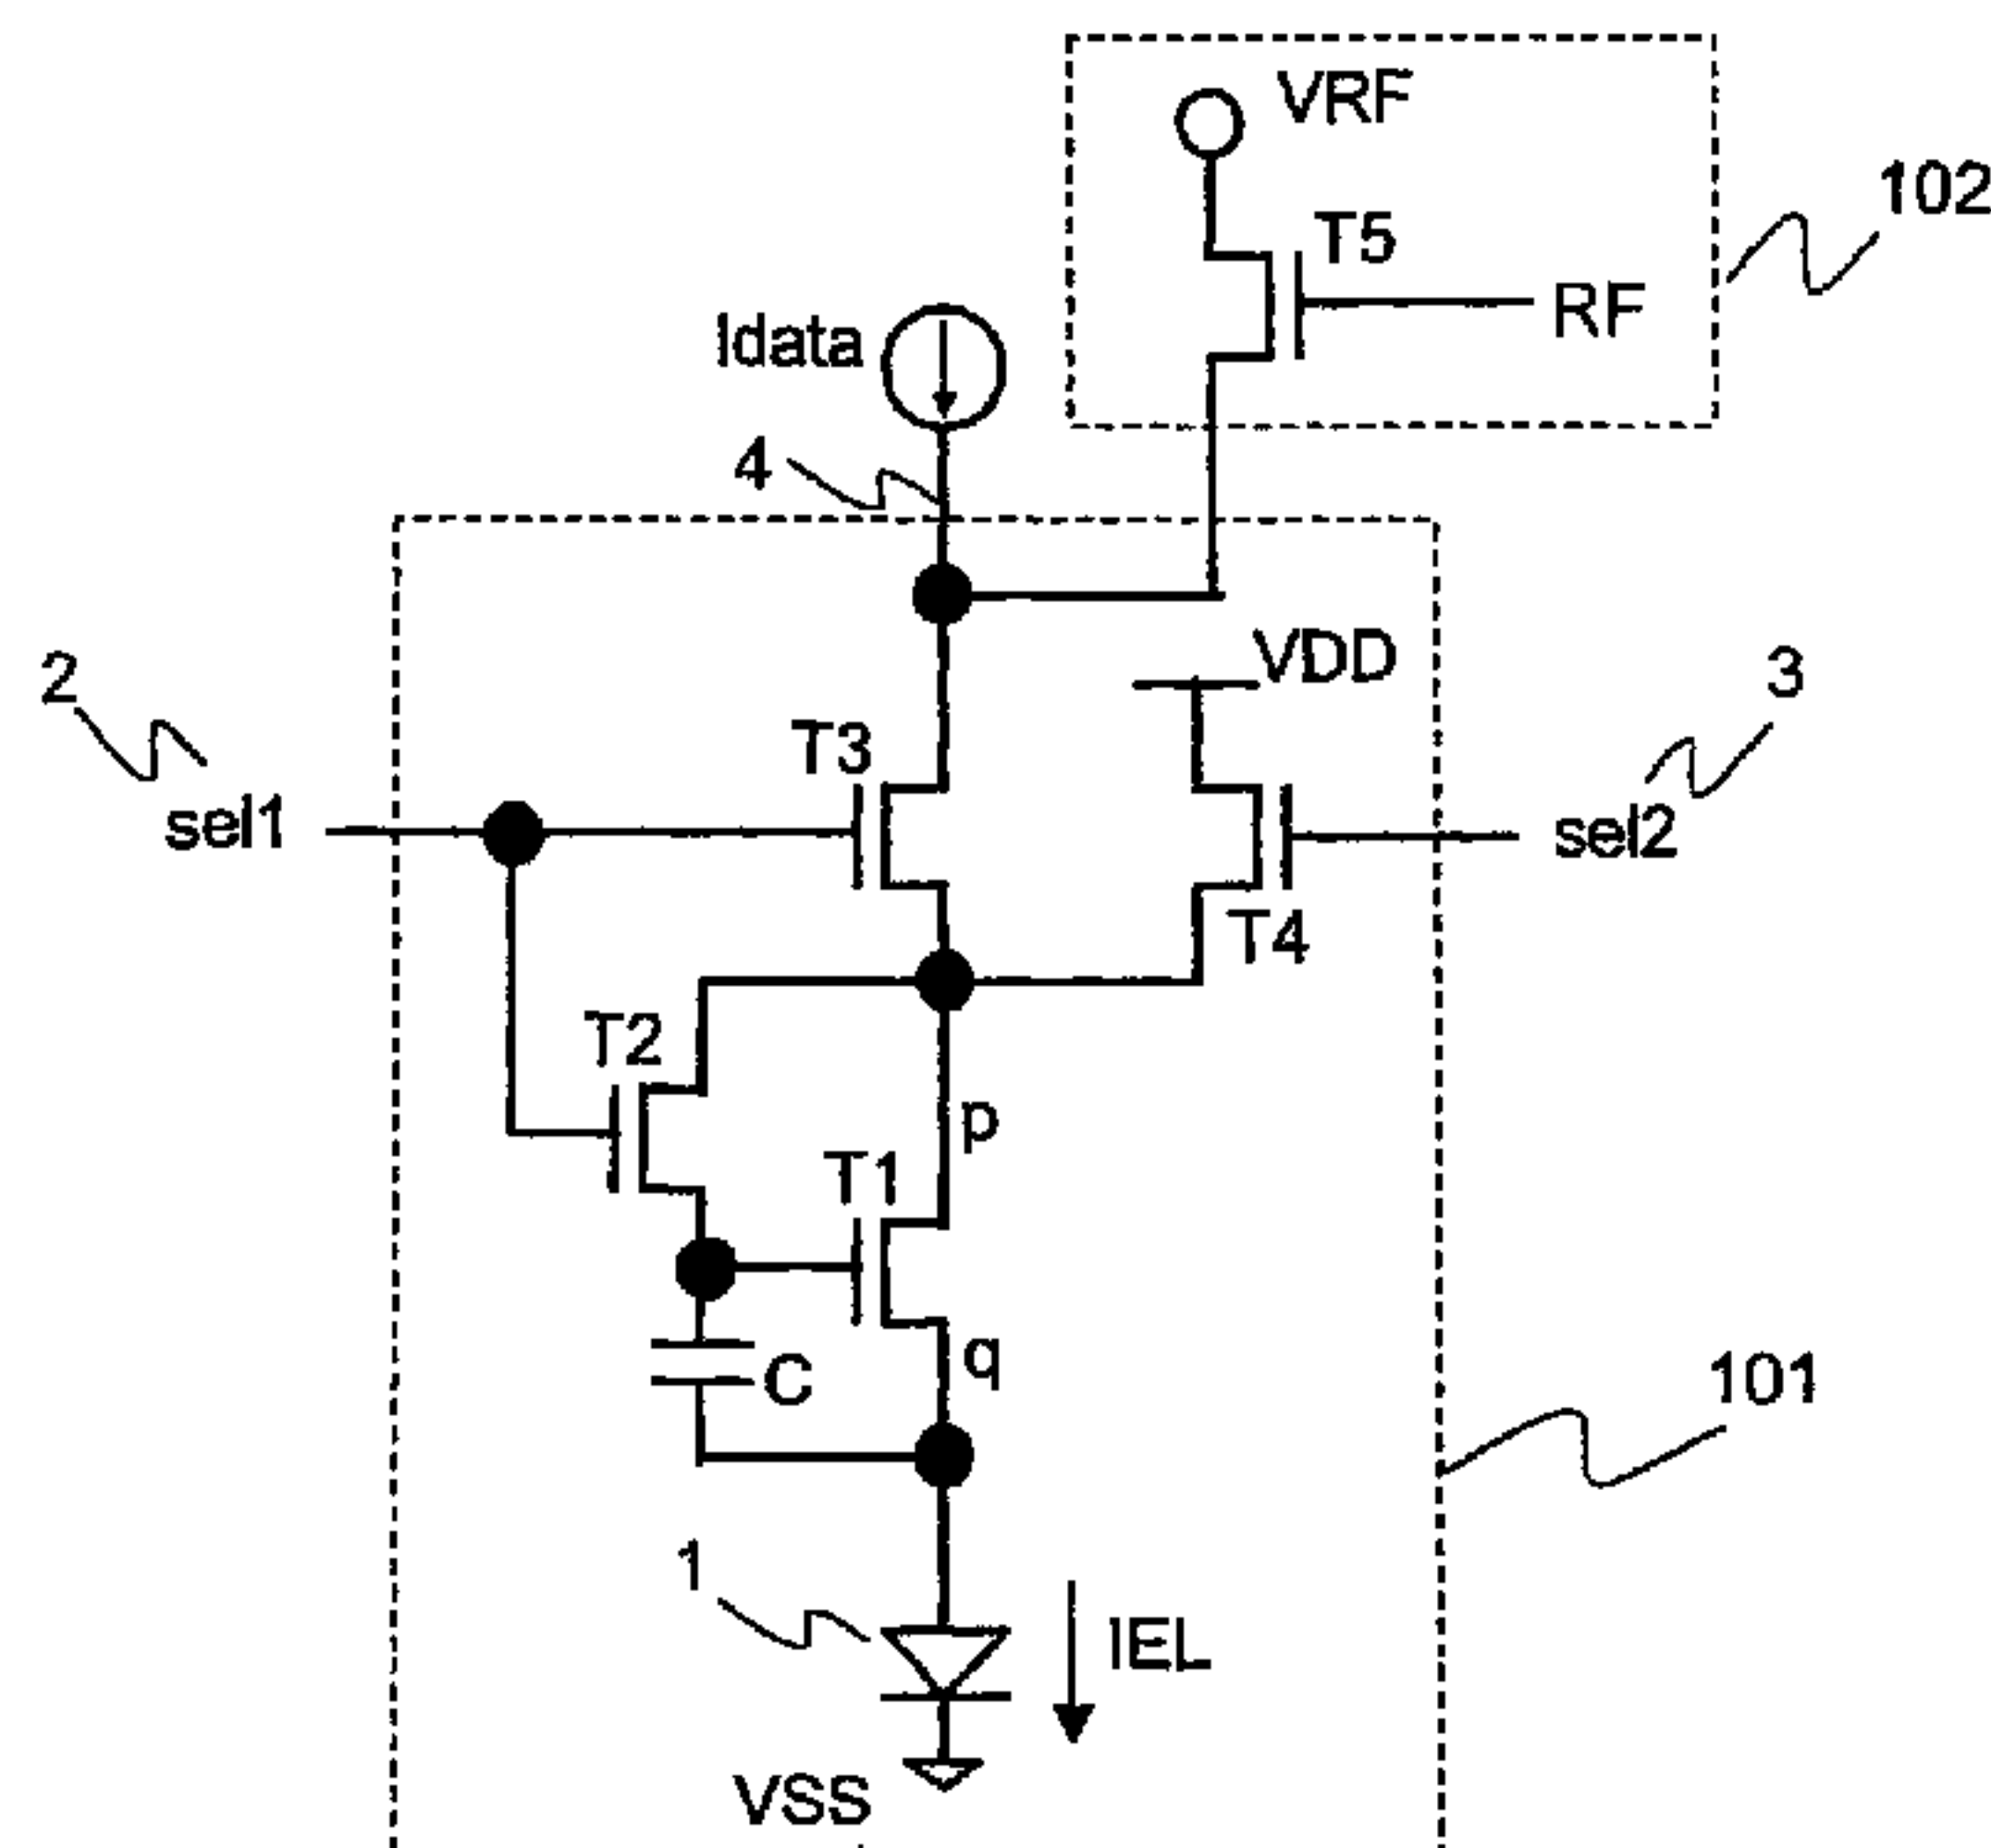 VRF
102
T5
RF
Idata
4
VDD
2
3
T3
sel1
sel2
T4
T2
p
T1
q
C
101
1
IEL
VSS